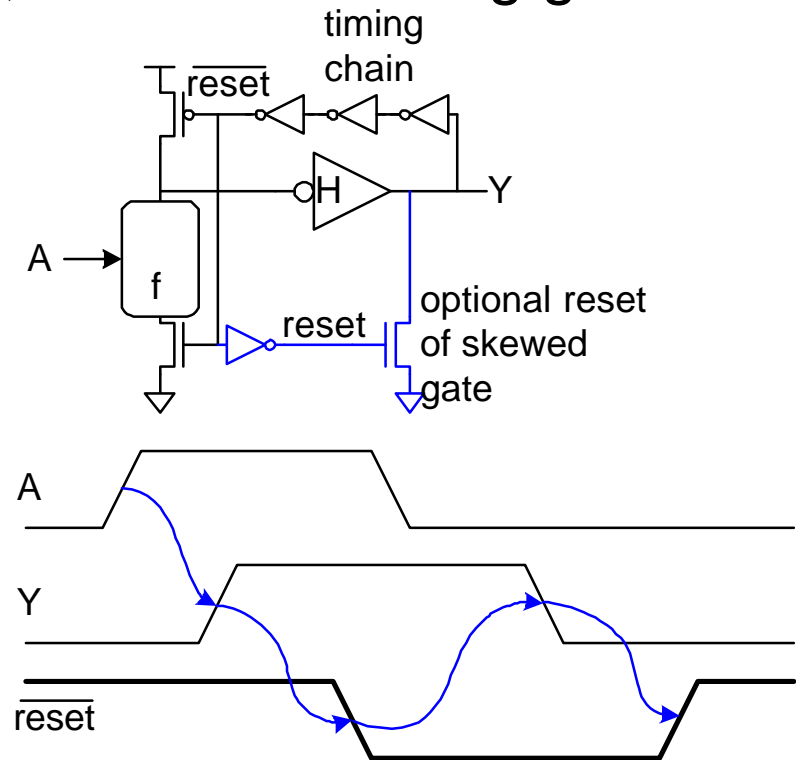 timing
chain
reset
H
Y
A
f
reset
optional reset
of skewed
gate
A
Y
reset